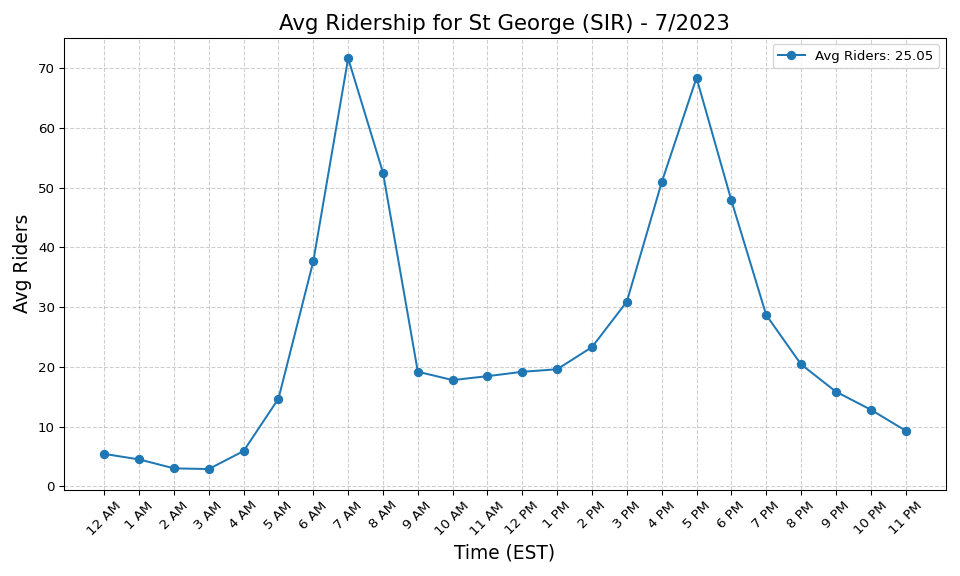 Avg Ridership for St George (SIR) - 7/2023
Avg Riders: 25.05
Avg Riders
70
60
50
40
30
20
10
0
12 AM 1 AM 2 AM 3 AM 4 AM 5 AM 6 AM 7 AM 8 AM 9 AM 10 AM 11 AM 12 PM 1 PM 2 PM 3 PM 4 PM 5 PM 6 PM 7 PM 8 PM 9 PM 10 PM 11 PM
Time (EST)